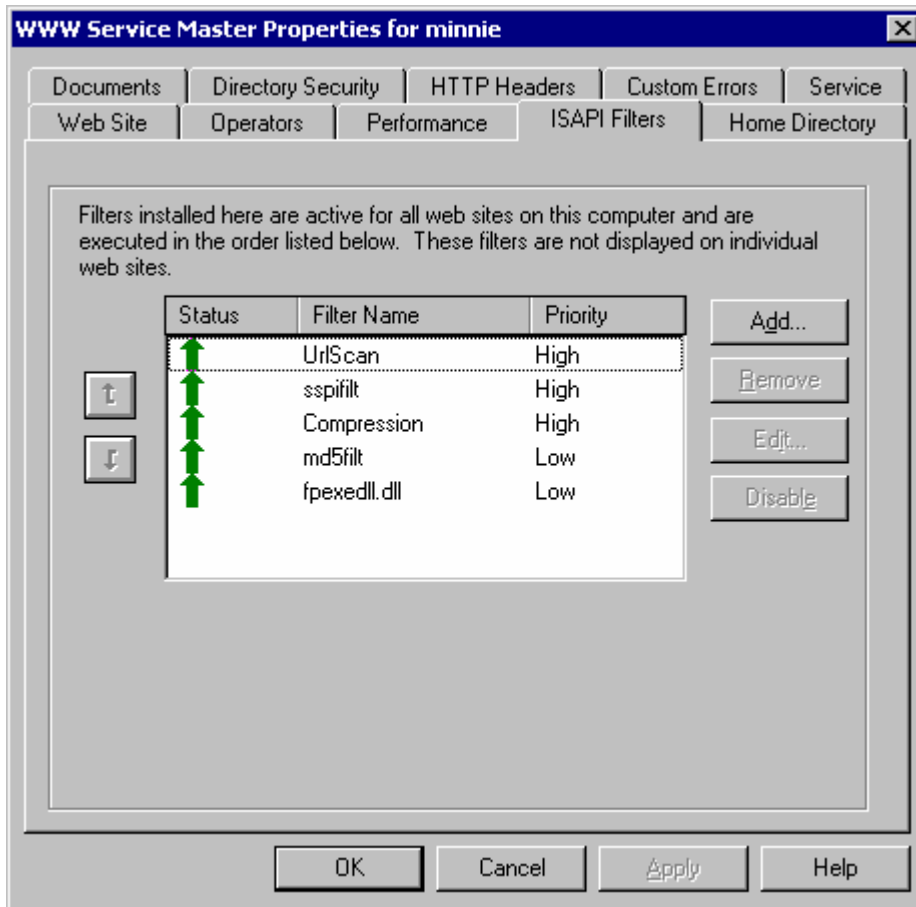 WWW Service Master Properties for minnie
Documents Directory Security HTTP Headers Custom Errors Service
Web Site Operators Performance ISAPI Filters Home Directory
Filters installed here are active for all web sites on this computer and are
executed in the order listed below. These filters are not displayed on individual
web sites.
Status Filter Name Priority
UrlScan High
sspifilt High
Compression High
md5filt Low
fpexedll.dll Low
Add...
Remove
Edit...
Disable
OK Cancel Apply Help